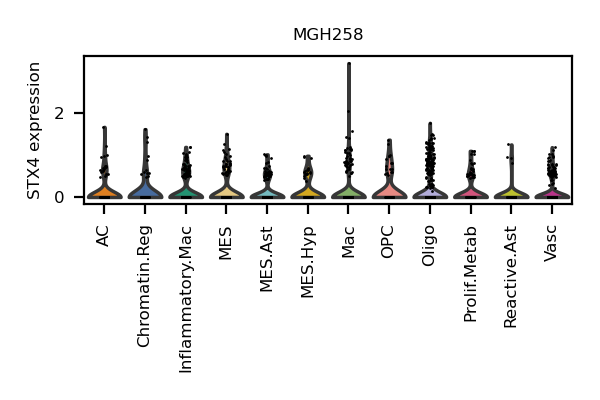 MGH258
STX4 expression
2
0
AC
Chromatin.Reg
Inflammatory.Mac
MES
MES.Ast
MES.Hyp
Mac
OPC
Oligo
Prolif.Metab
Reactive.Ast
Vasc